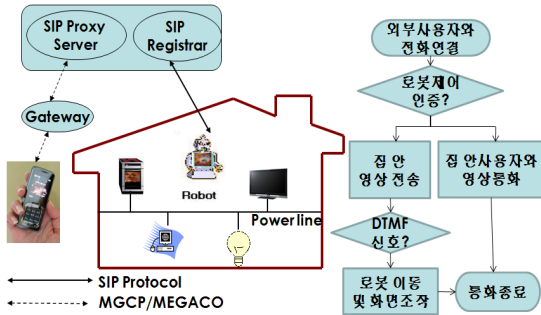 SIP Proxy
Server
SIP
Registrar
Gateway
Robot
Power line
SIP Protocol
MGCP/MEGACO
외부사용자와
전화연결
로봇제어
인증?
집 안
영상 전송
집 안사용자와
영상통화
DTMF
신호?
로봇 이동
및 화면조작
통화종료